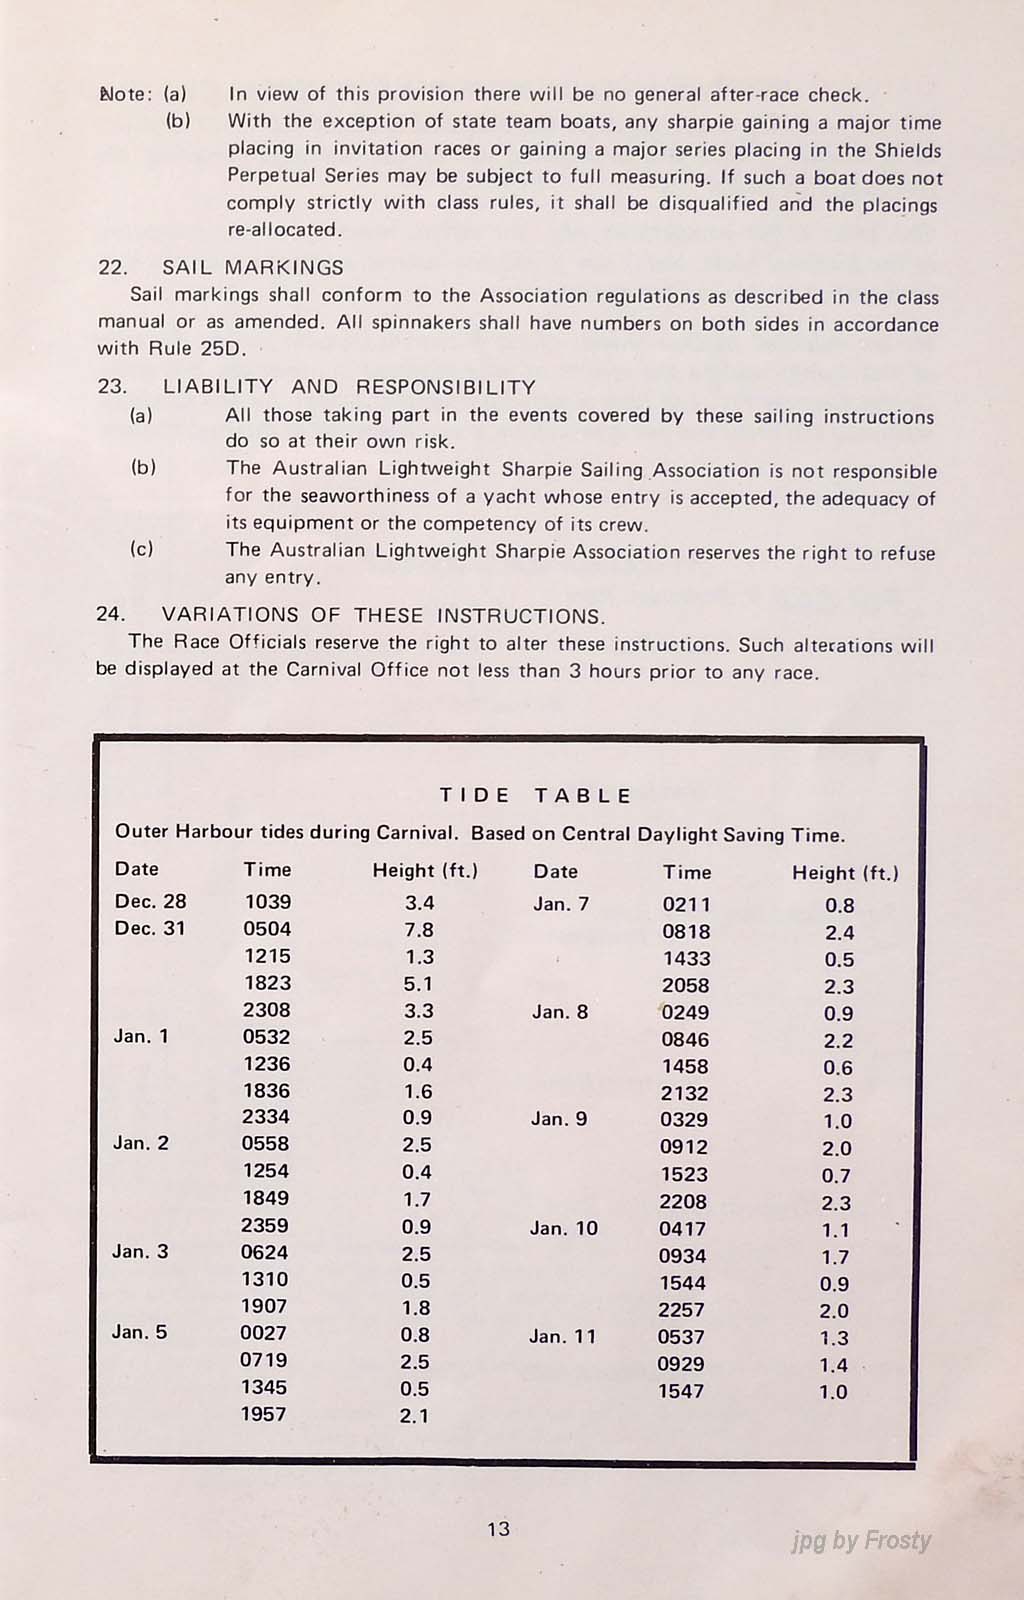 Note: (a) In view of this provision there will be no general after-race check.
(b) With the exception of state team boats, any sharpie gaining a major time
placing in invitation races or gaining a major series placing in the Shields
Perpetual Series may be subject to full measuring. If such a boat does not
comply strictly with class rules, it shall be disqualified and the placings
re-allocated.
22. SAIL MARKINGS
Sail markings shall conform to the Association regulations as described in the class
manual or as amended. All spinnakers shall have numbers on both sides in accordance
with Rule 25D.
23. LIABILITY AND RESPONSIBILITY
(a) All those taking part in the events covered by these sailing instructions
do so at their own risk.
(b) The Australian Lightweight Sharpie Sailing Association is not responsible
for the seaworthiness of a yacht whose entry is accepted, the adequacy of
its equipment or the competency of its crew.
(c) The Australian Lightweight Sharpie Association reserves the right to refuse
any entry.
24. VARIATIONS OF THESE INSTRUCTIONS.
The Race Officials reserve the right to alter these instructions. Such alterations will
be displayed at the Carnival Office not less than 3 hours prior to any race.
TIDE TABLE
Outer Harbour tides during Carnival. Based on Central Daylight Saving Time.
Date Time Height (ft.) Date Time Height (ft.)
Dec. 28 1039 3.4 Jan. 7 0211 0.8
Dec. 31 0504 7.8 0818 2.4
1215 1.3 1433 0.5
1823 5.1 2058 2.3
2308 3.3 Jan. 8 0249 0.9
Jan. 1 0532 2.5 0846 2.2
1236 0.4 1458 0.6
1836 1.6 2132 2.3
2334 0.9 Jan. 9 0329 1.0
Jan. 2 0558 2.5 0912 2.0
1254 0.4 1523 0.7
1849 1.7 2208 2.3
2359 0.9 Jan. 10 0417 1.1
Jan. 3 0624 2.5 0934 1.7
1310 0.5 1544 0.9
1907 1.8 2257 2.0
Jan. 5 0027 0.8 Jan. 11 0537 1.3
0719 2.5 0929 1.4
1345 0.5 1547 1.0
1957 2.1
13
jpg by Frosty